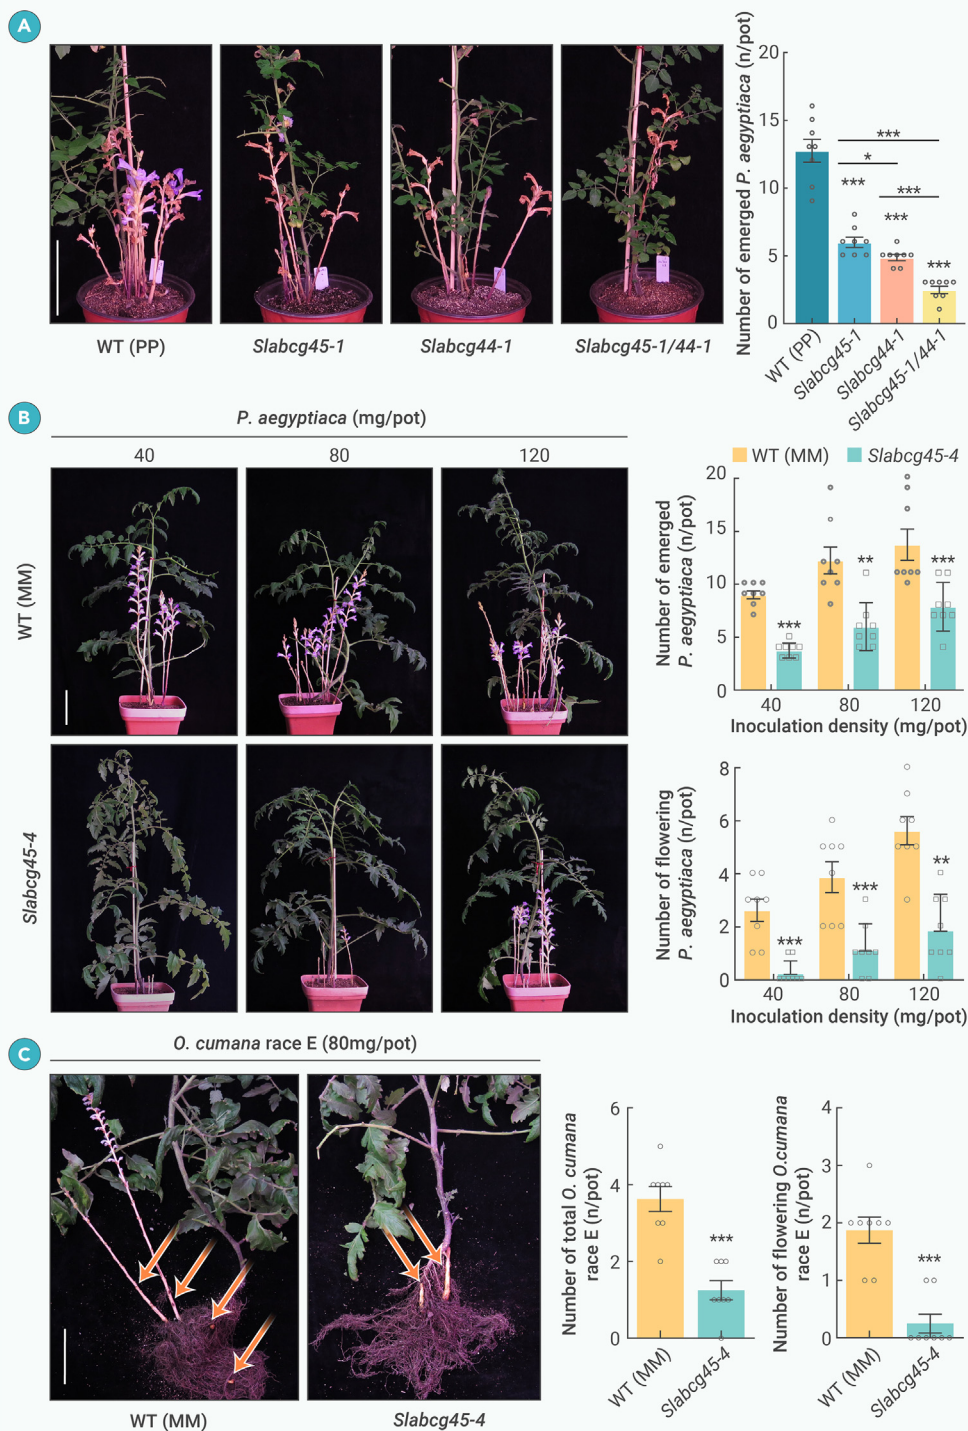 A
WT (PP)
Slabcg45-1
Slabcg44-1
Slabcg45-1/44-1
Number of emerged P. aegyptiaca (n/pot)
20
15
10
5
0
***
*
***
***
***
***
WT (PP)
Slabcg45-1
Slabcg44-1
Slabcg45-1/44-1
B
P. aegyptiaca (mg/pot)
40
80
120
WT (MM)
Slabcg45-4
WT (MM)
Slabcg45-4
Number of emerged
P. aegyptiaca (n/pot)
20
15
10
5
0
***
**
***
40
80
120
Inoculation density (mg/pot)
Number of flowering
P. aegyptiaca (n/pot)
8
6
4
2
0
***
***
**
40
80
120
Inoculation density (mg/pot)
C
O. cumana race E (80mg/pot)
WT (MM)
Slabcg45-4
Number of total O. cumana
race E (n/pot)
6
4
2
0
***
WT (MM)
Slabcg45-4
Number of flowering O.cumana
race E (n/pot)
4
3
2
1
0
***
WT (MM)
Slabcg45-4